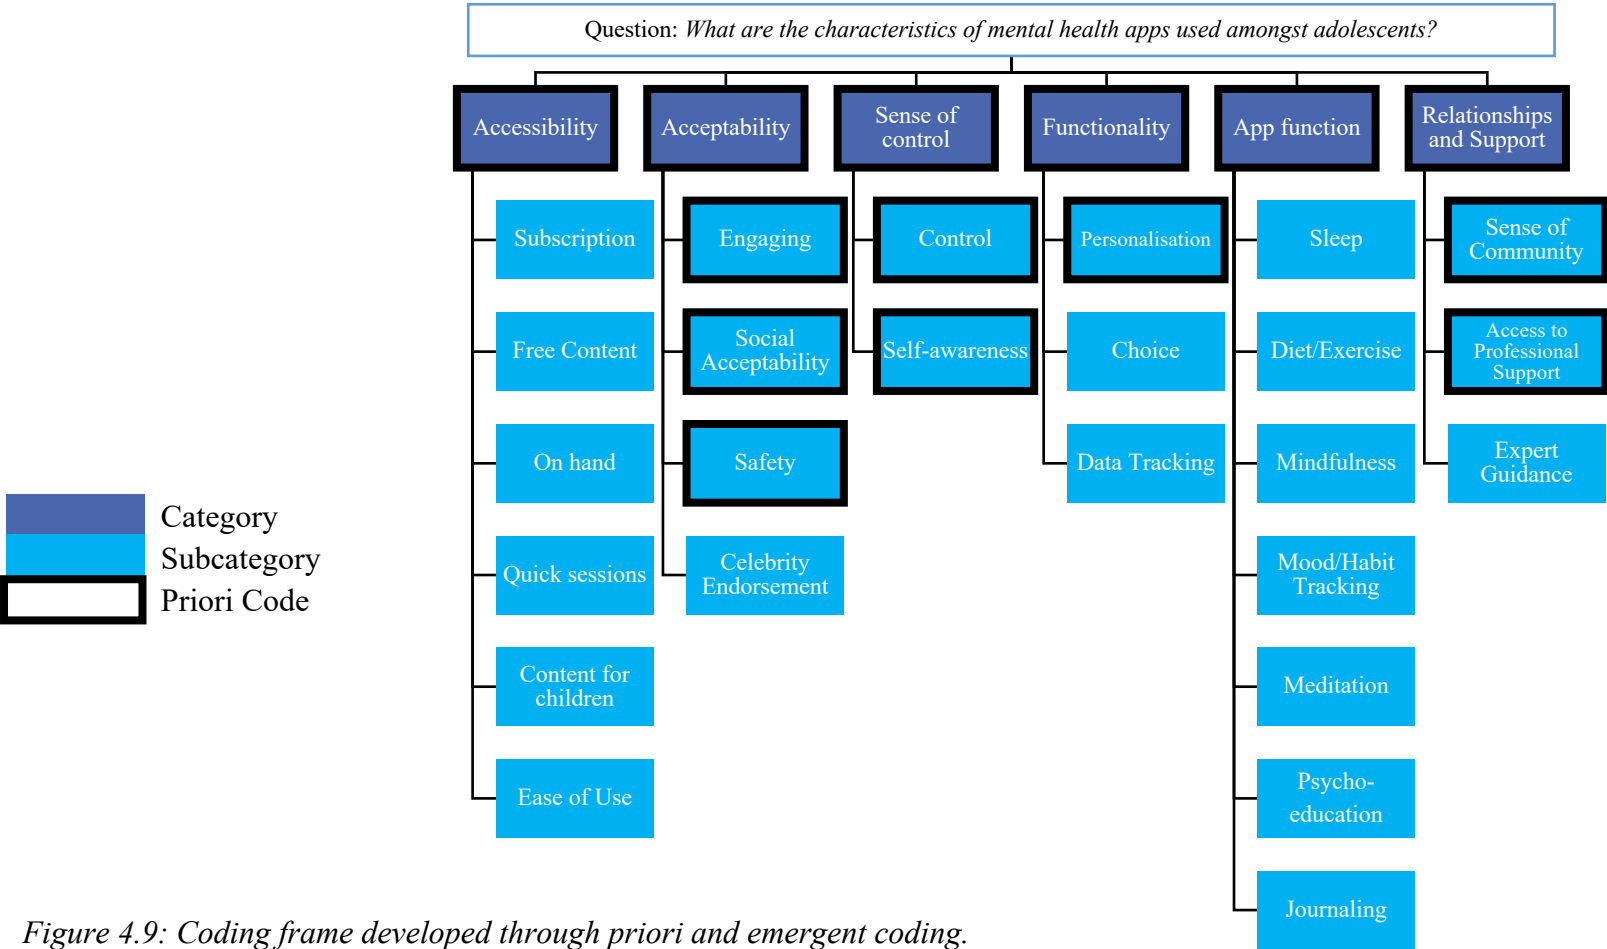 Question: What are the characteristics of mental health apps used amongst adolescents?
Accessibility
Subscription
Free Content
On hand
Quick sessions
Content for
children
Ease of Use
Acceptability
Engaging
Social
Acceptability
Safety
Celebrity
Endorsement
Sense of
control
Control
Self-awareness
Functionality
Personalisation
Choice
Data Tracking
App function
Sleep
Diet/Exercise
Mindfulness
Mood/Habit
Tracking
Meditation
Psycho-
education
Journaling
Relationships
and Support
Sense of
Community
Access to
Professional
Support
Expert
Guidance
Category
Subcategory
Priori Code
Figure 4.9: Coding frame developed through priori and emergent coding.